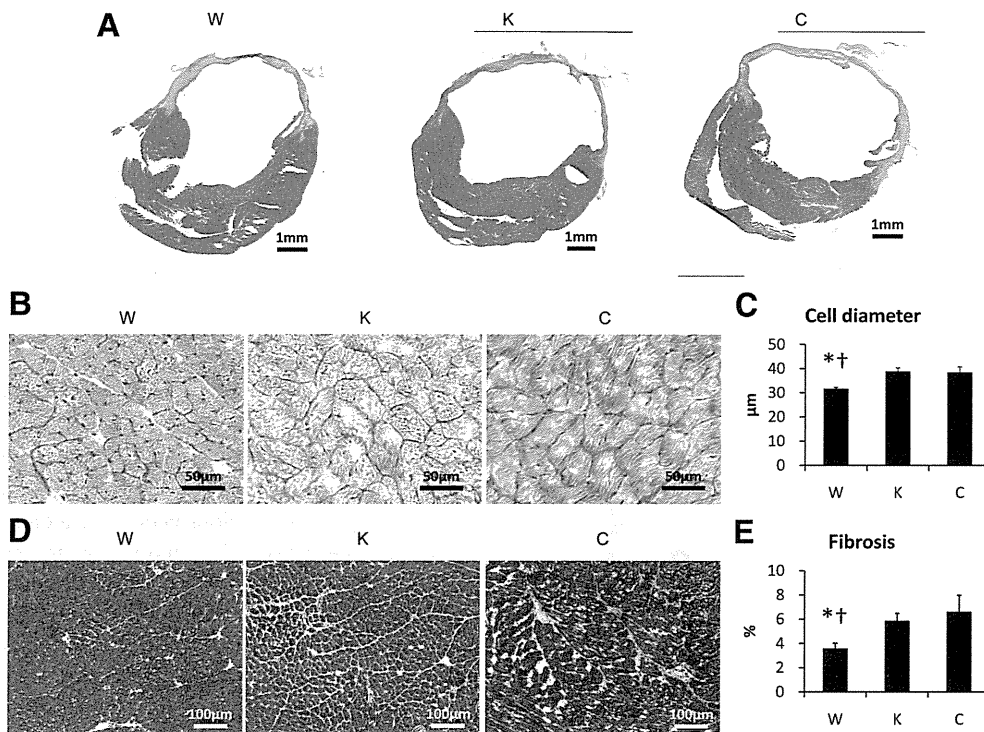 A
W K C
1mm 1mm 1mm
B
W K C
50μm 50μm 50μm
C
Cell diameter
50
40
30
20
10
0
μm
*†
W K C
D
W K C
100μm 100μm 100μm
E
Fibrosis
10
8
6
4
2
0
%
*†
W K C